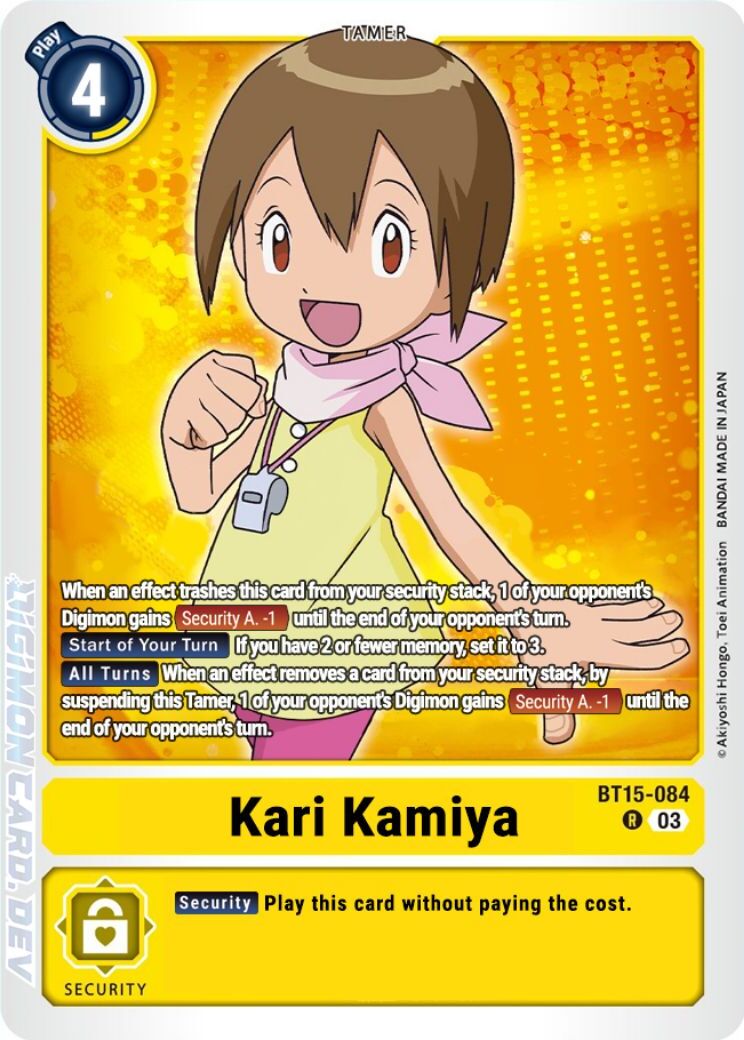 TAMER
Play
4
When an effect trashes this card from your security stack, 1 of your opponent's
Digimon gains Security A. -1 until the end of your opponent's turn.
Start of Your Turn If you have 2 or fewer memory, set it to 3.
All Turns When an effect removes a card from your security stack, by
suspending this Tamer, 1 of your opponent's Digimon gains Security A. -1 until the
end of your opponent's turn.
© Akiyoshi Hongo, Toei Animation BANDAI MADE IN JAPAN
DIGIMONCARD.DEV
Kari Kamiya
BT15-084
R 03
Security Play this card without paying the cost.
SECURITY